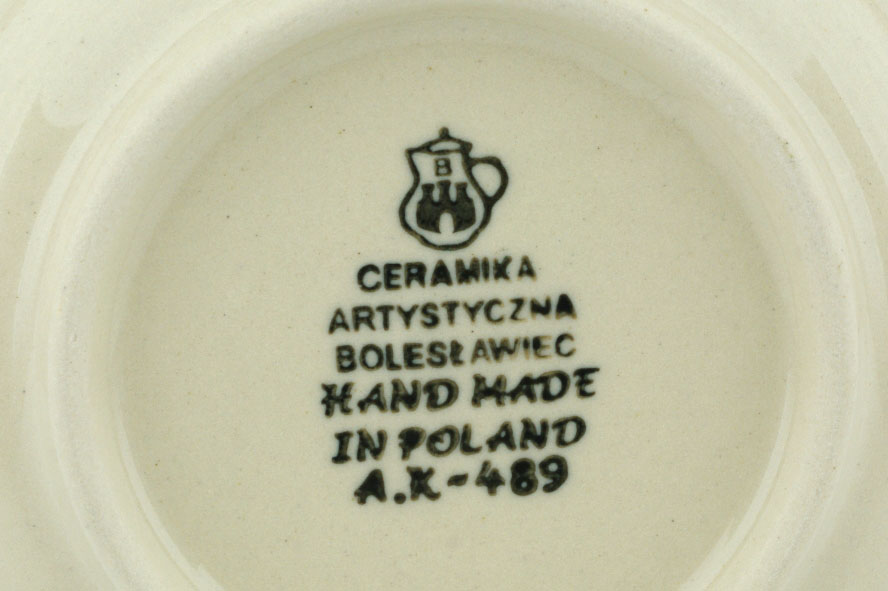 B
CERAMIKA
ARTYSTYCZNA
BOLESŁAWIEC
HAND MADE
IN POLAND
A.K-489